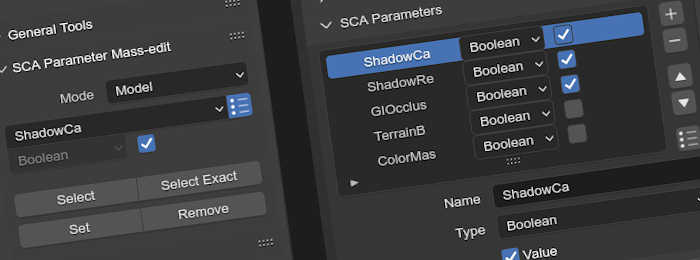 General Tools
SCA Parameter Mass-edit
Mode Model
ShadowCa
Boolean
Select Select Exact
Set Remove
SCA Parameters
ShadowCa Boolean
ShadowRe Boolean
GIOcclus Boolean
TerrainB Boolean
ColorMas Boolean
Name ShadowCa
Type Boolean
Value